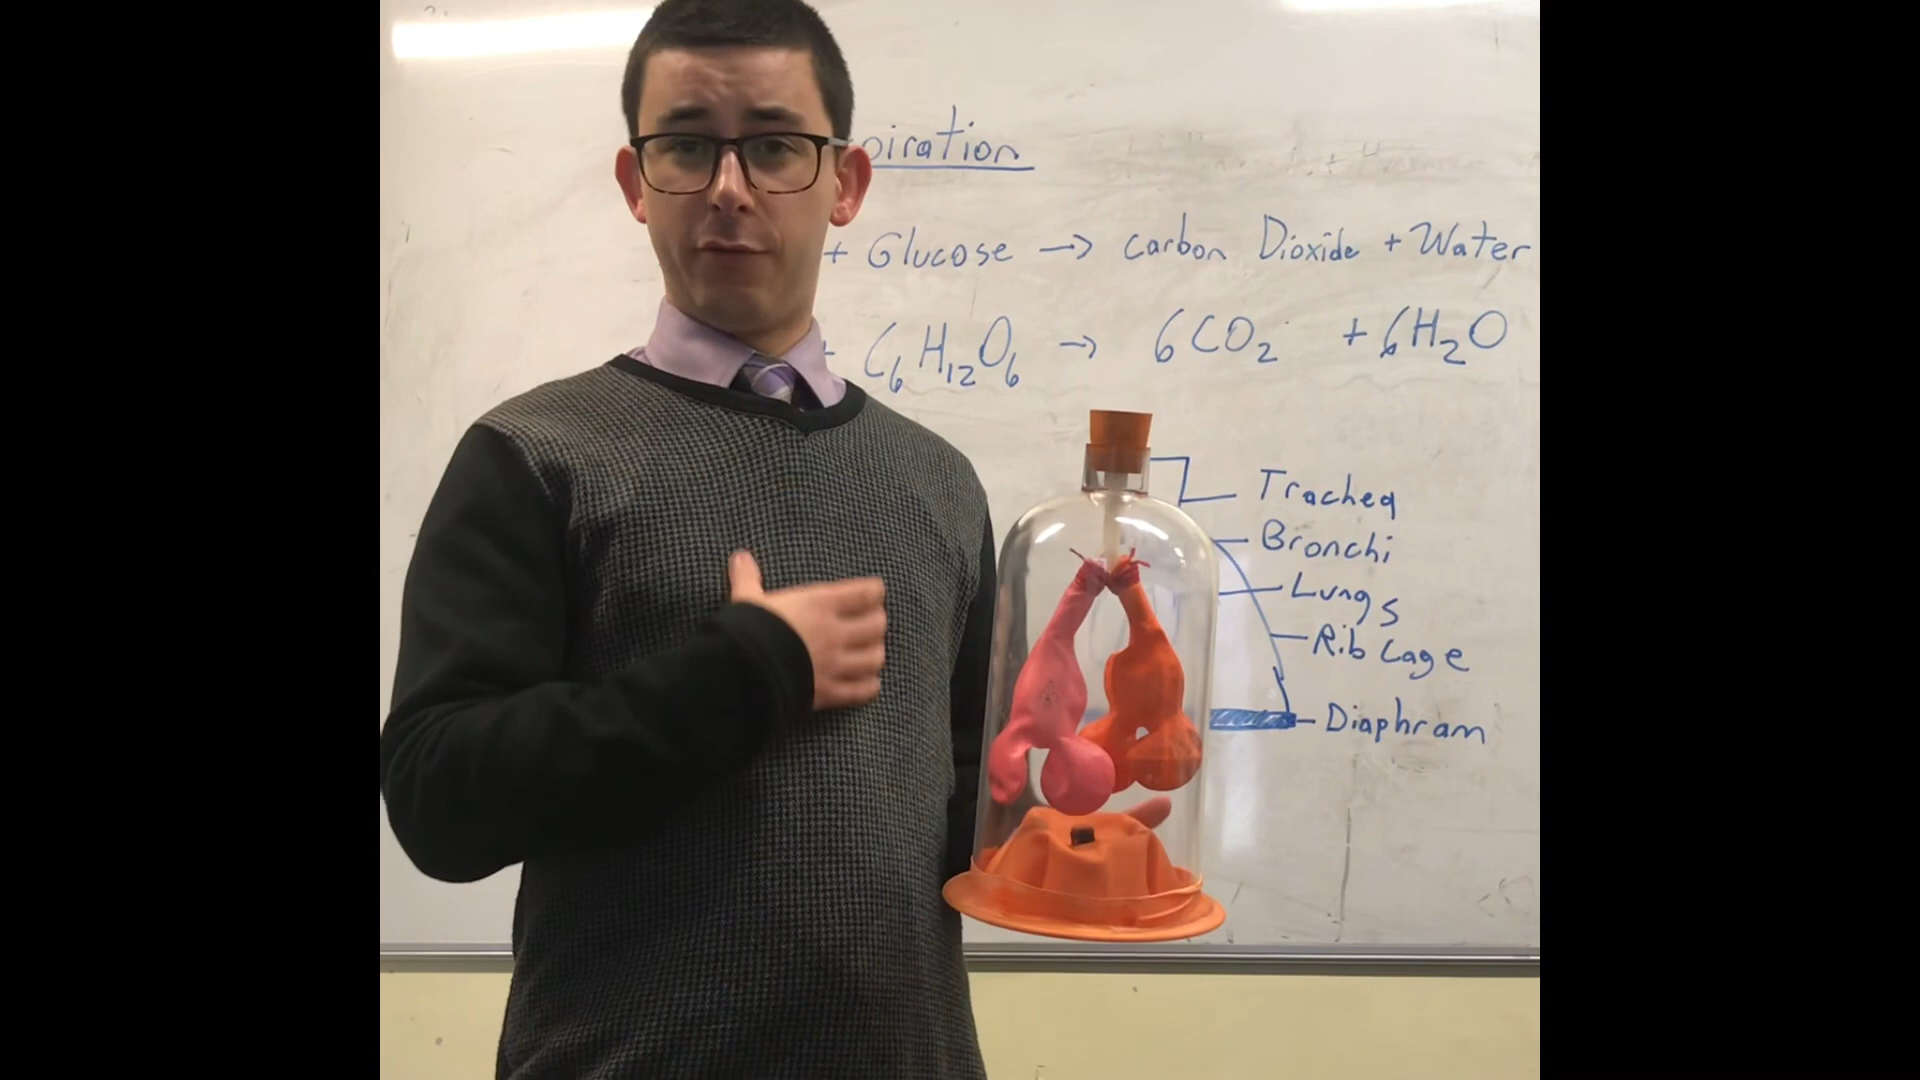 piration
+ Glucose → Carbon Dioxide + Water
+ C₆H₁₂O₆ → 6CO₂ + 6H₂O
Trachea
Bronchi
Lungs
Rib Cage
Diaphram